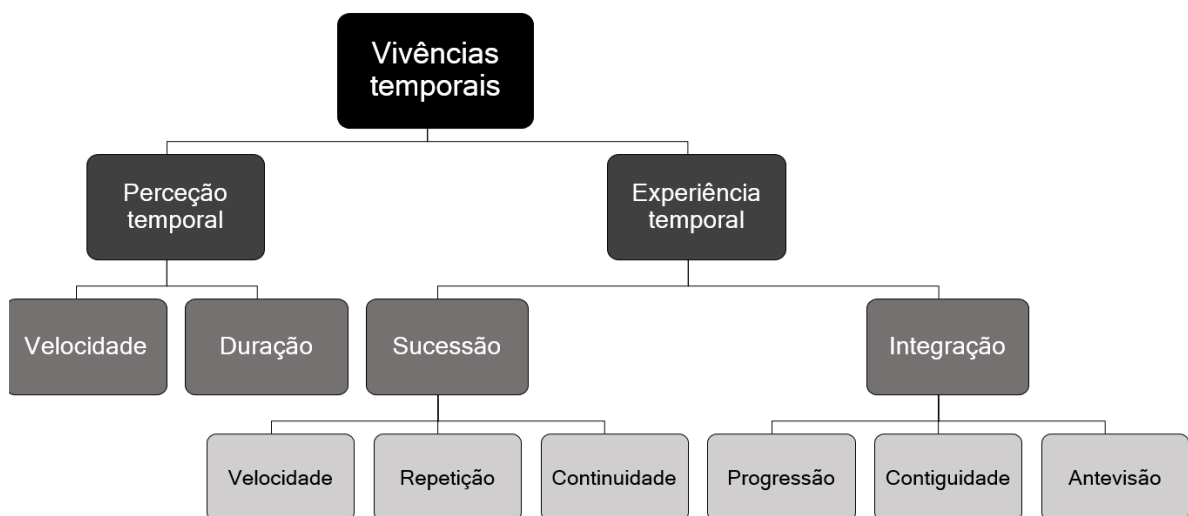 Vivências
temporais
Perceção
temporal
Experiência
temporal
Velocidade
Duração
Sucessão
Integração
Velocidade
Repetição
Continuidade
Progressão
Contiguidade
Antevisão